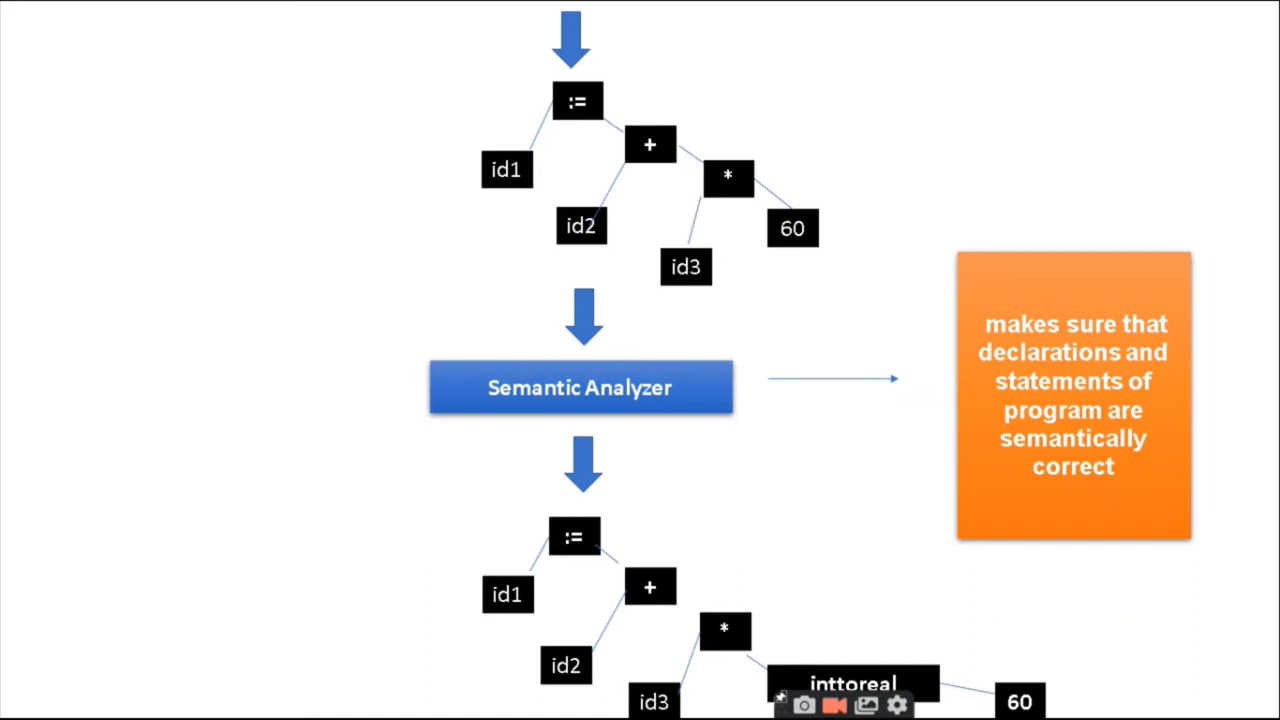 :=
+
id1
*
id2
60
id3
makes sure that
declarations and
statements of
program are
semantically
correct
Semantic Analyzer
:=
+
id1
*
id2
inttoreal
id3
60